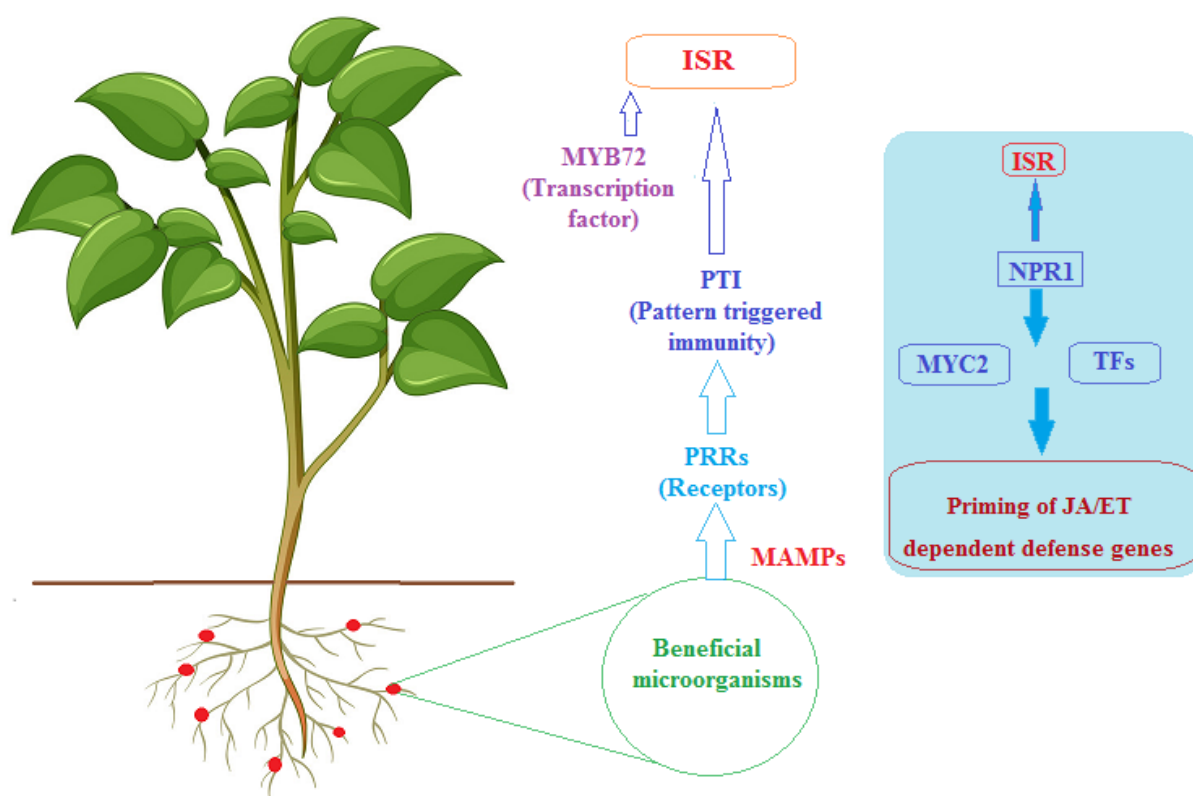 ISR
MYB72
(Transcription
factor)
PTI
(Pattern triggered
immunity)
PRRs
(Receptors)
MAMPs
Beneficial
microorganisms
ISR
NPR1
MYC2
TFs
Priming of JA/ET
dependent defense genes